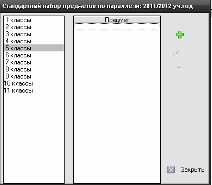 Стандартный набор предметов по параллели: 2011/2012 уч.год
1 классы
2 классы
3 классы
4 классы
5 классы
6 классы
7 классы
8 классы
9 классы
10 классы
11 классы
Предмет
Закрыть